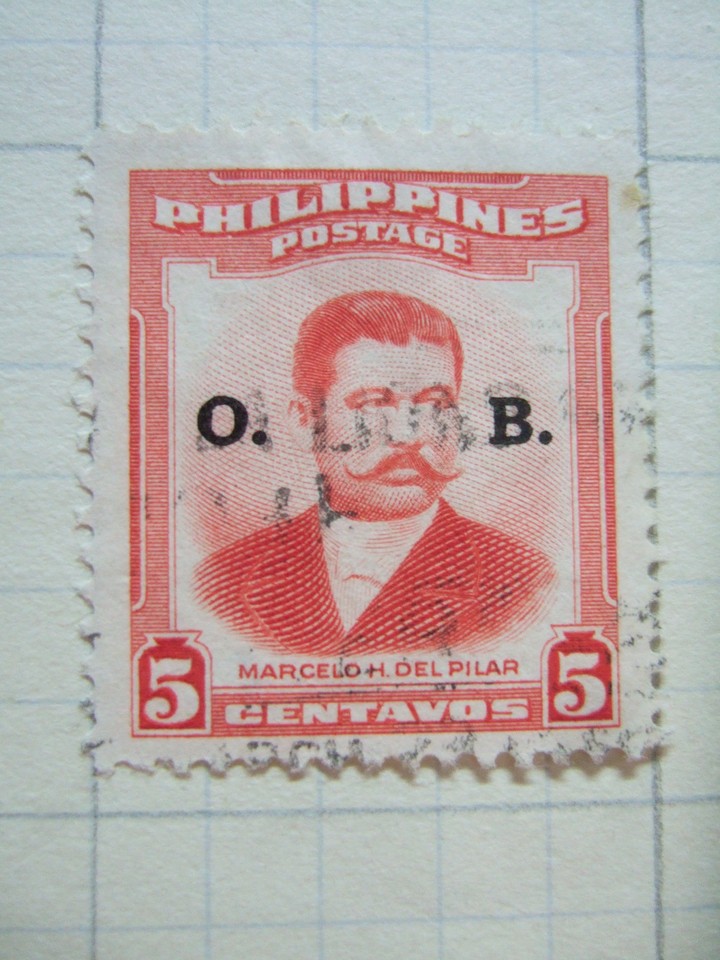 PHILIPPINES
POSTAGE
O. B.
MARCELO H. DEL PILAR
5 CENTAVOS 5